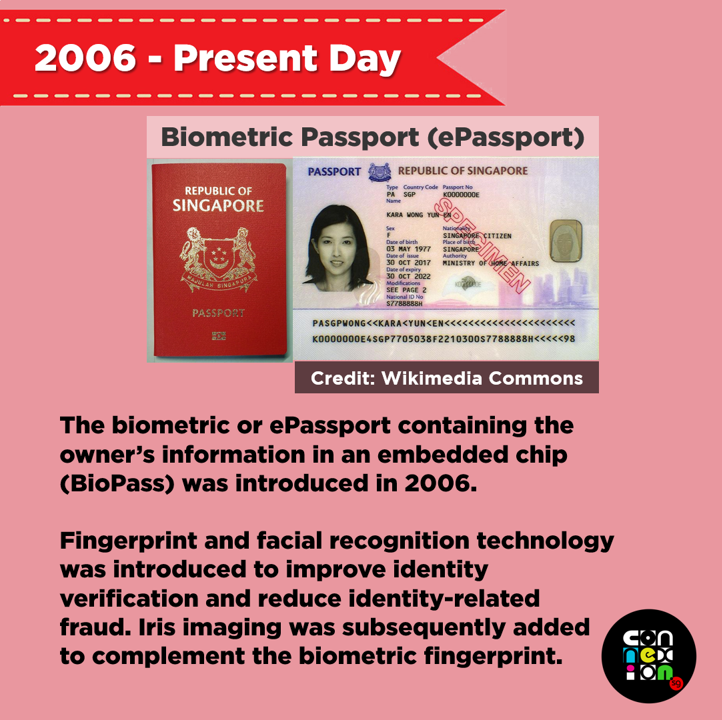 2006 - Present Day
Biometric Passport (ePassport)
REPUBLIC OF
SINGAPORE
MAJULAH SINGAPURA
PASSPORT
PASSPORT REPUBLIC OF SINGAPORE
Type Country Code Passport No
PA SGP K0000000E
Name
KARA WONG YUN EN
Sex Nationality
F SINGAPORE CITIZEN
Date of birth Place of birth
03 MAY 1977 SINGAPORE
Date of issue Authority
30 OCT 2017 MINISTRY OF HOME AFFAIRS
Date of expiry
30 OCT 2022
Modifications
SEE PAGE 2
National ID No
S7788888H
SPECIMEN
PASGPWONG<<KARA<YUN<EN<<<<<<<<<<<<<<<<<<<<<<
K0000000E4SGP7705038F2210300S7788888H<<<<<98
Credit: Wikimedia Commons
The biometric or ePassport containing the
owner’s information in an embedded chip
(BioPass) was introduced in 2006.
Fingerprint and facial recognition technology
was introduced to improve identity
verification and reduce identity-related
fraud. Iris imaging was subsequently added
to complement the biometric fingerprint.
con
nex
ion
sg